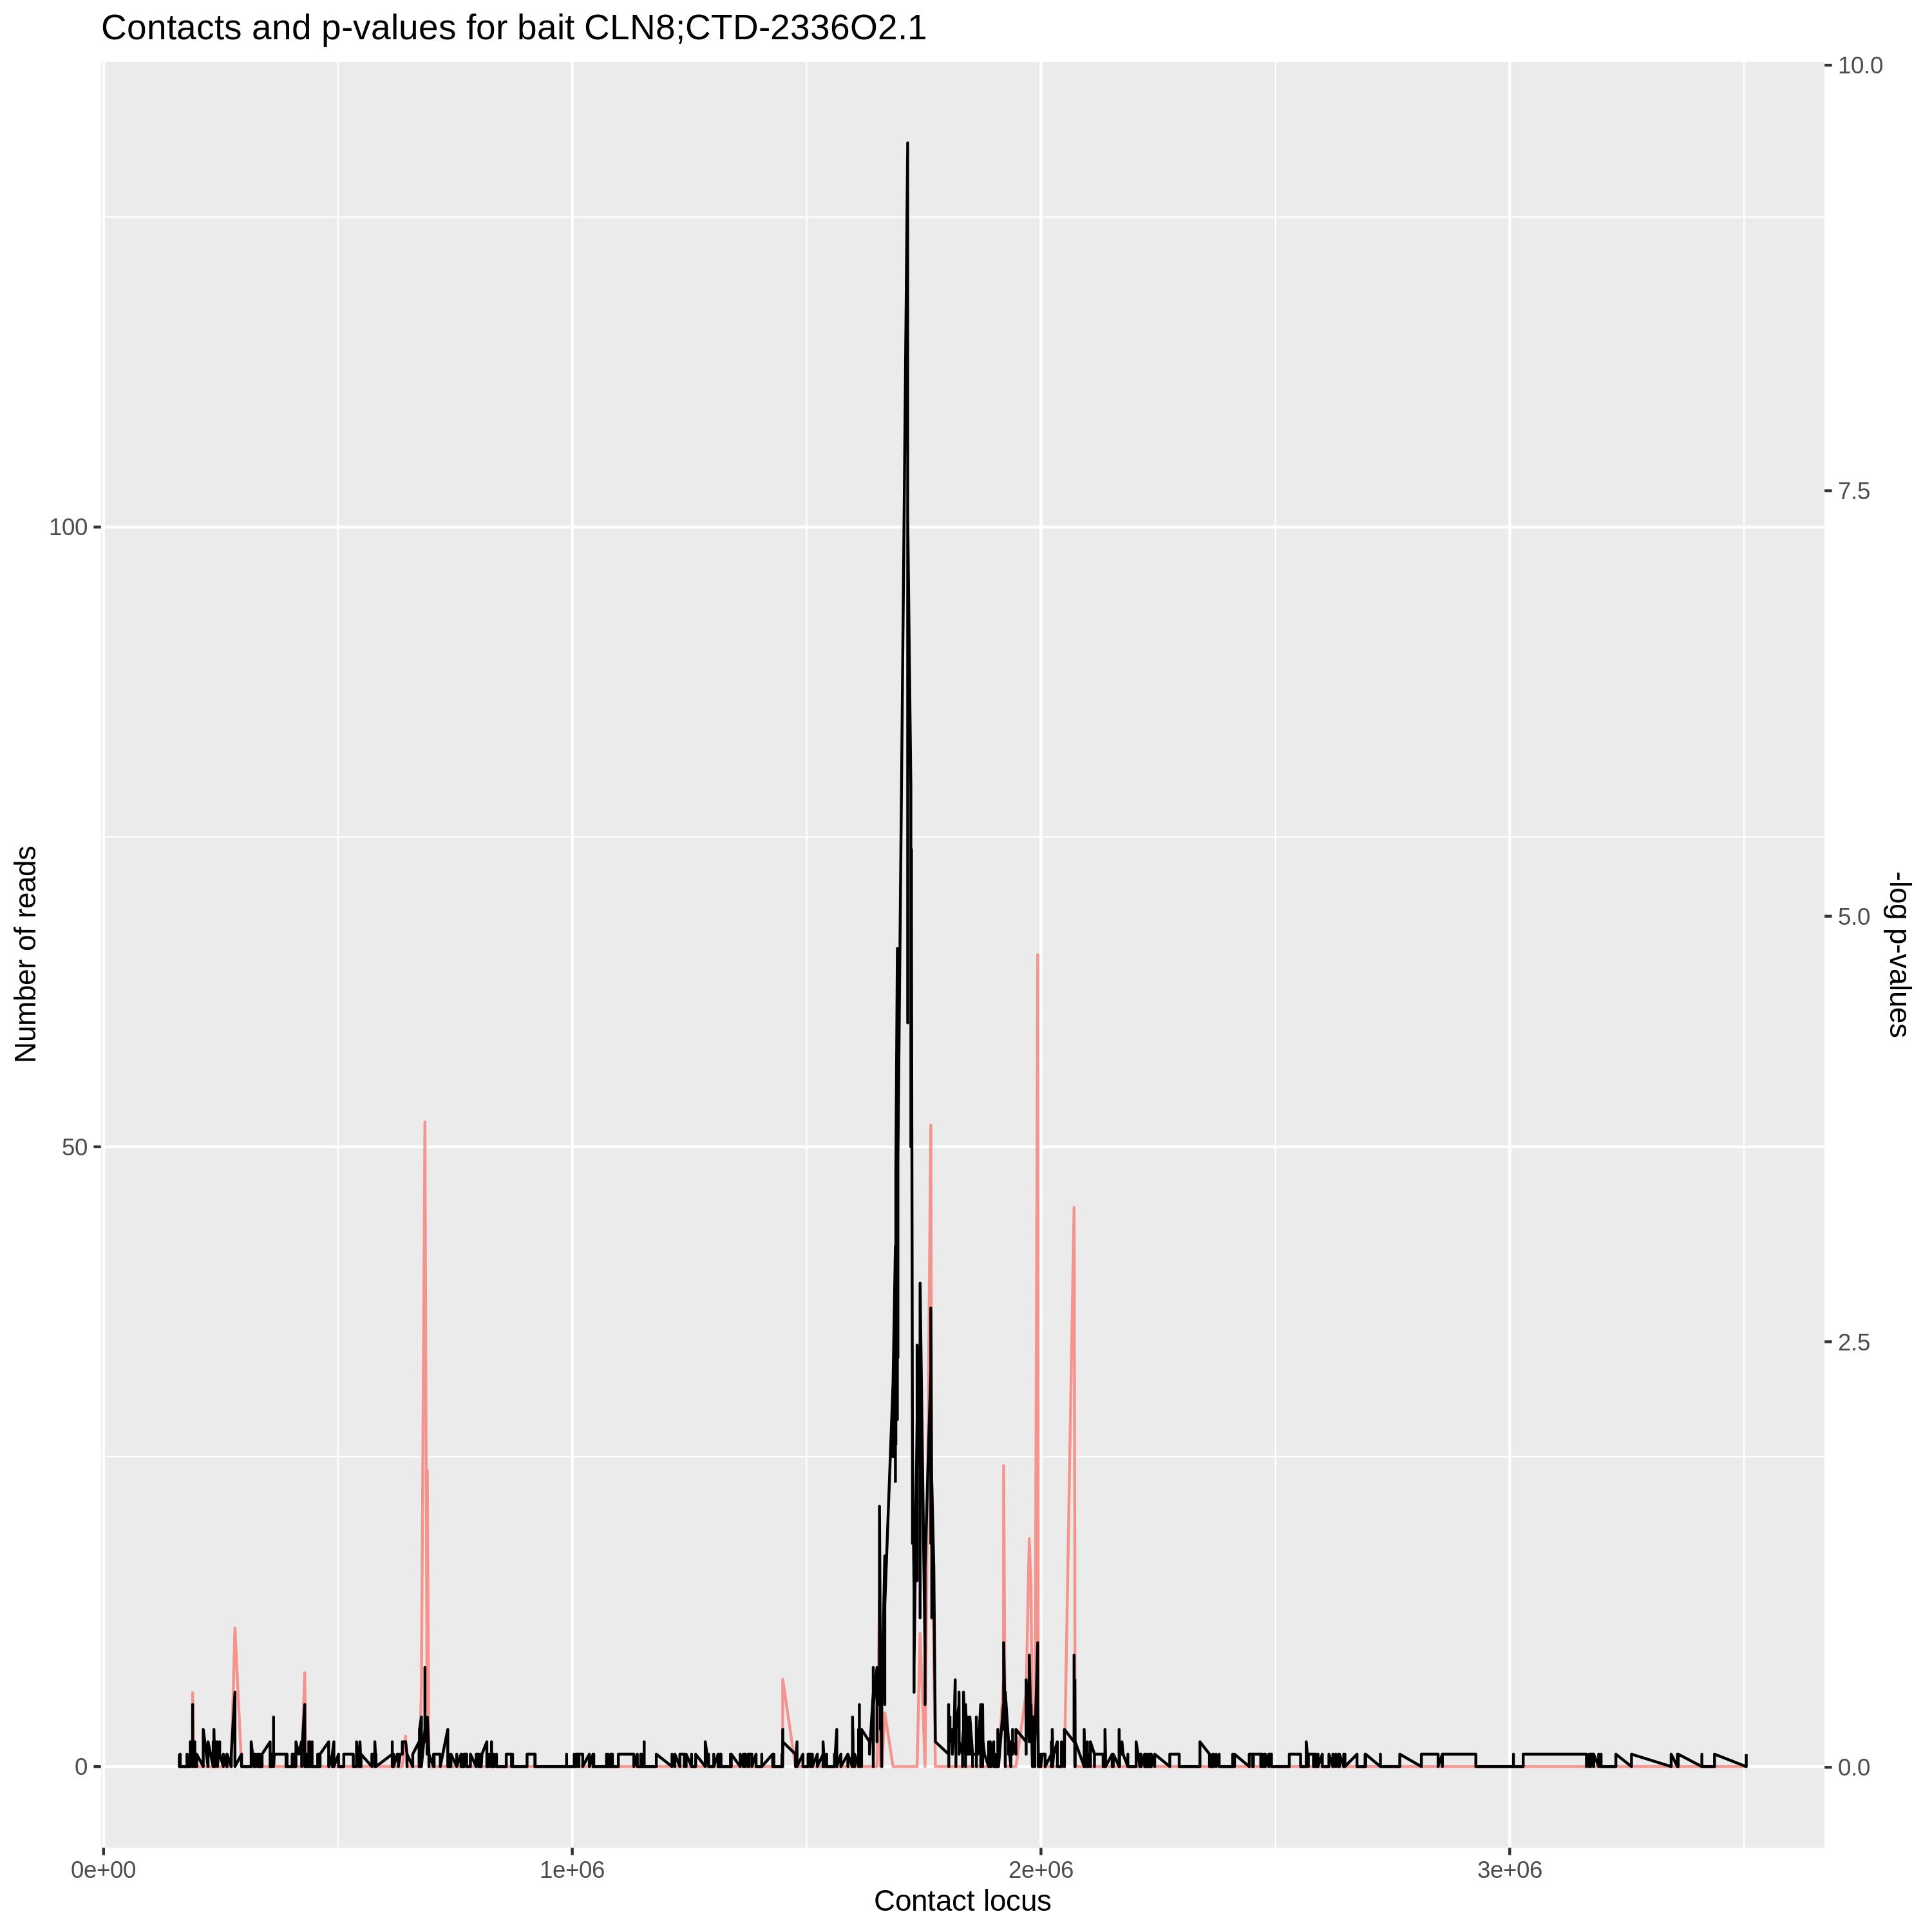 Contacts and p-values for bait CLN8;CTD-2336O2.1
10.0
7.5
100
5.0
Number of reads
-log p-values
50
2.5
0
0.0
0e+00
1e+06
2e+06
3e+06
Contact locus